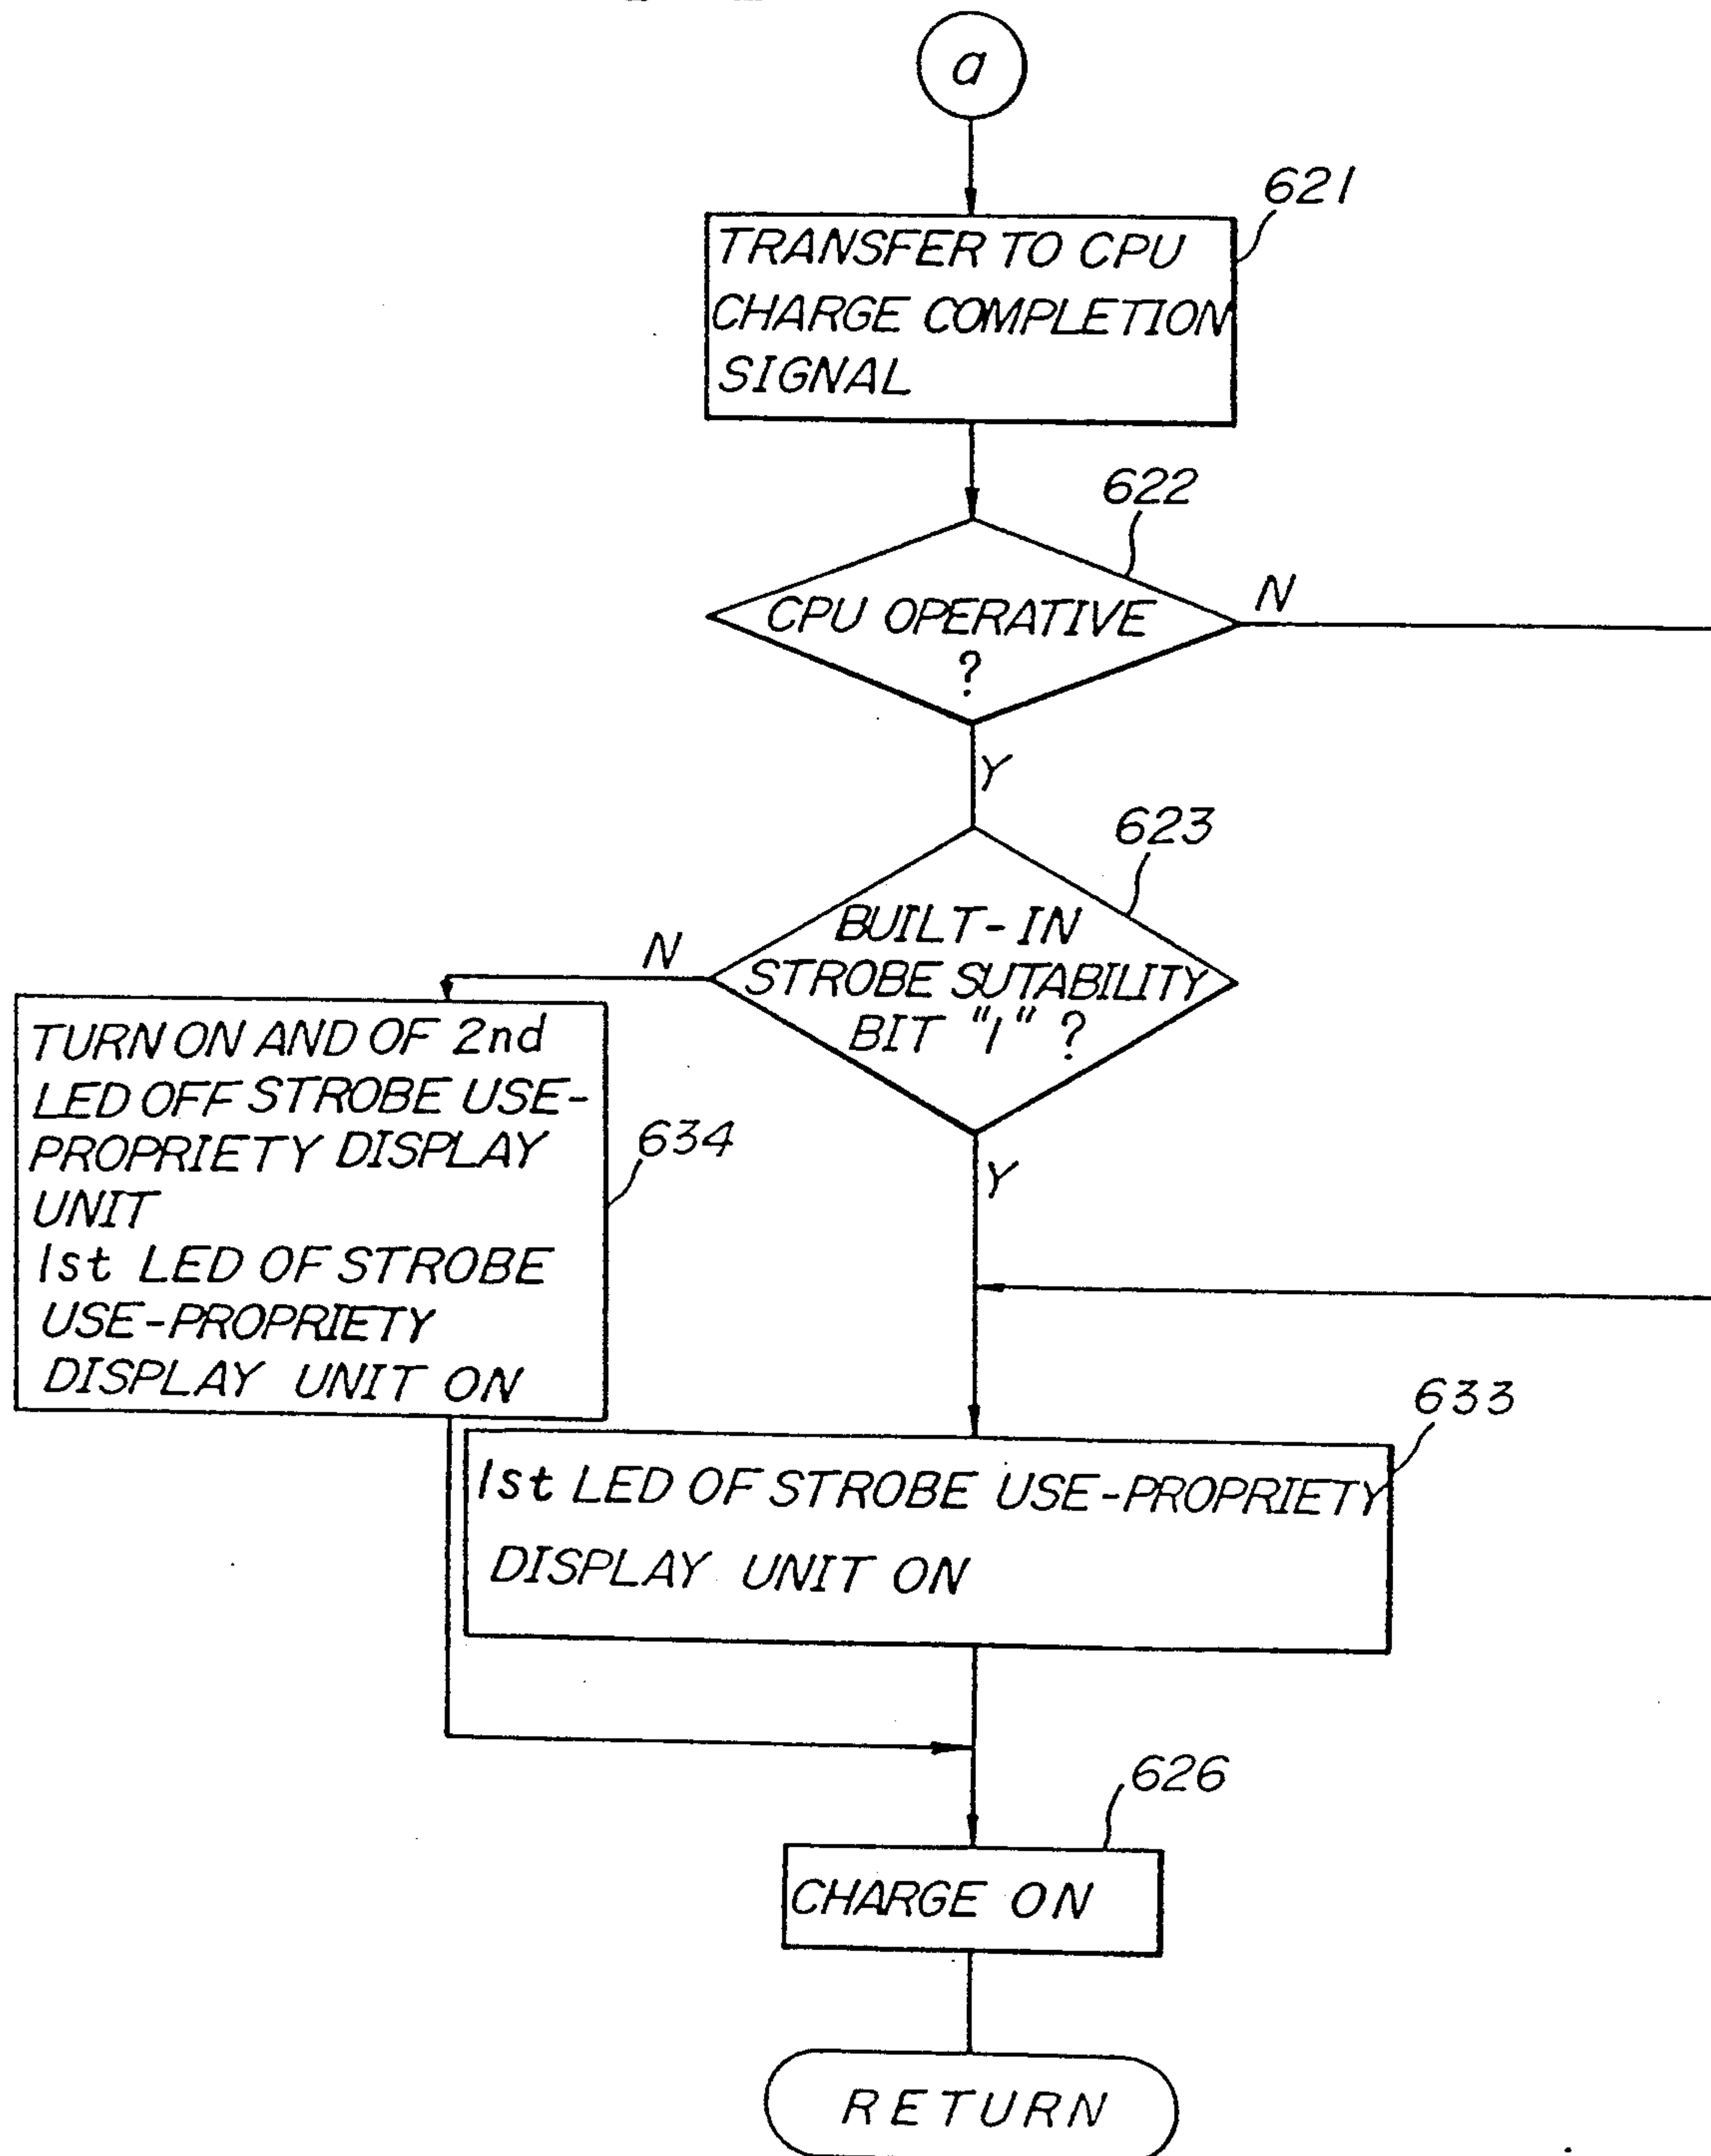 a
621
TRANSFER TO CPU
CHARGE COMPLETION
SIGNAL
622
CPU OPERATIVE
?
N
Y
623
BUILT-IN
STROBE SUTABILITY
BIT "1" ?
N
Y
TURN ON AND OF 2nd
LED OFF STROBE USE-
PROPRIETY DISPLAY
UNIT
1st LED OF STROBE
USE-PROPRIETY
DISPLAY UNIT ON
634
633
1st LED OF STROBE USE-PROPRIETY
DISPLAY UNIT ON
626
CHARGE ON
RETURN